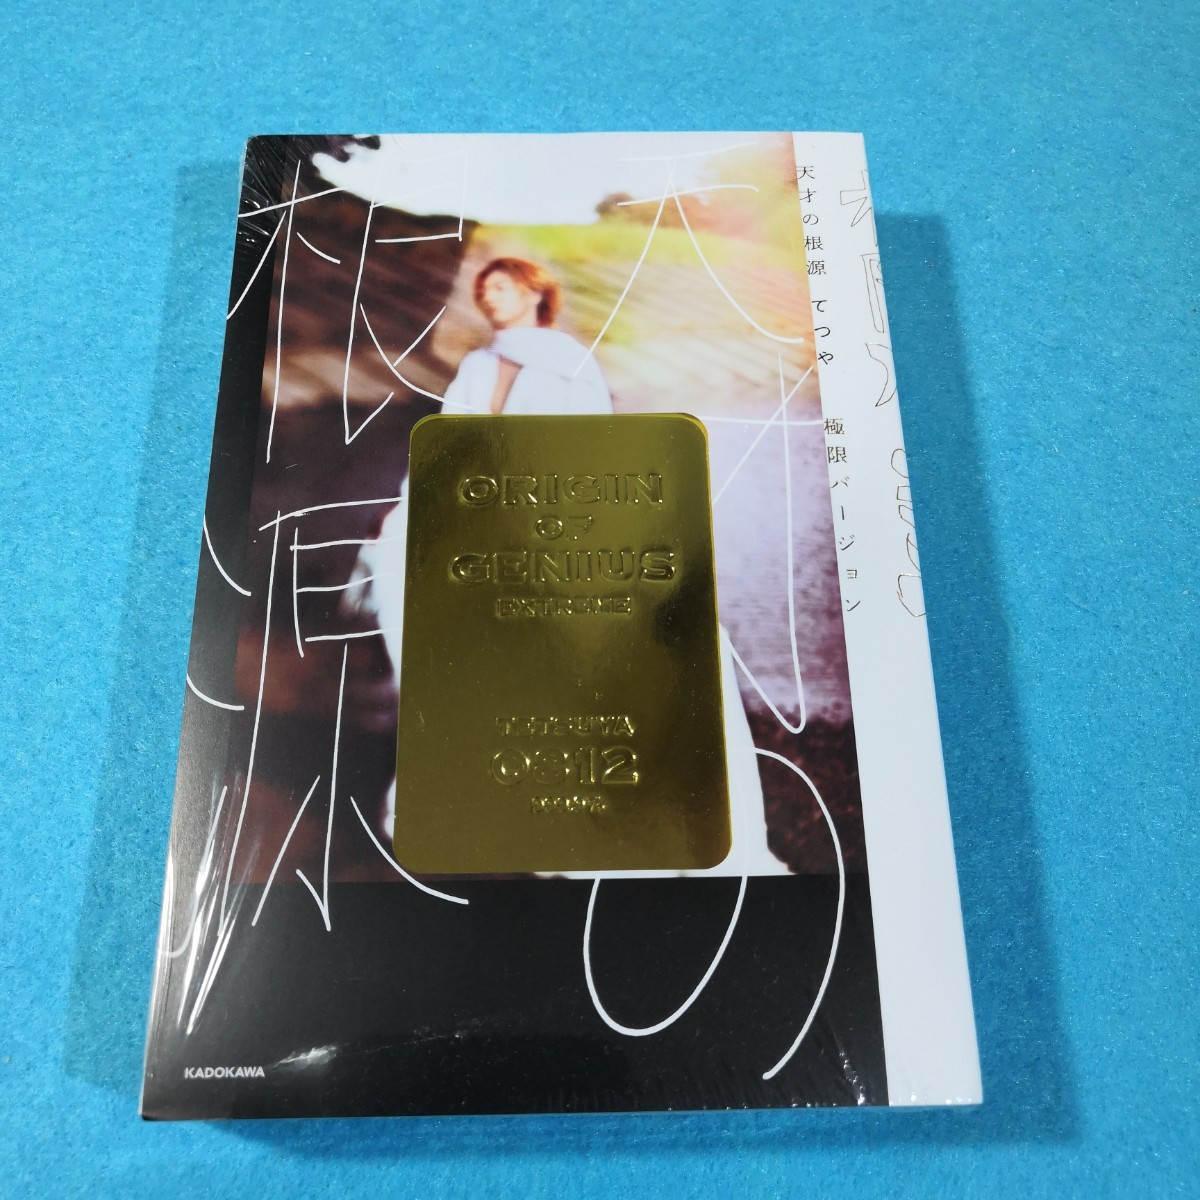 天才の
根源
天才の根源 てつや 極限バージョン
ORIGIN
OF
GENIUS
EXTREME
TETSUYA
0312
KADOKAWA